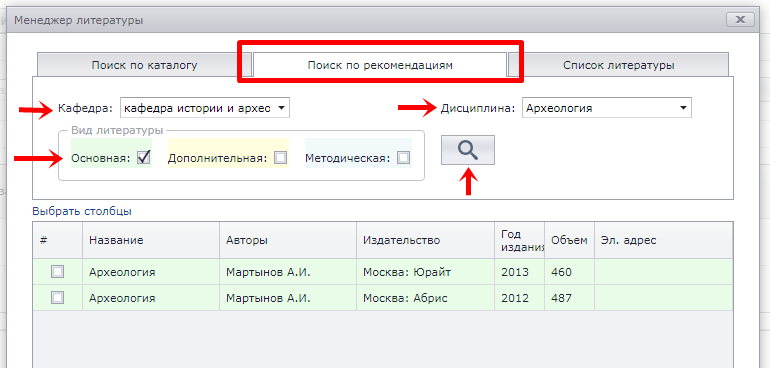 Менеджер литературы
Поиск по каталогу Поиск по рекомендациям Список литературы
Кафедра: кафедра истории и архео Дисциплина: Археология
Вид литературы
Основная: Дополнительная: Методическая:
Выбрать столбцы
# Название Авторы Издательство Год издания Объем Эл. адрес
Археология Мартынов А.И. Москва: Юрайт 2013 460
Археология Мартынов А.И. Москва: Абрис 2012 487